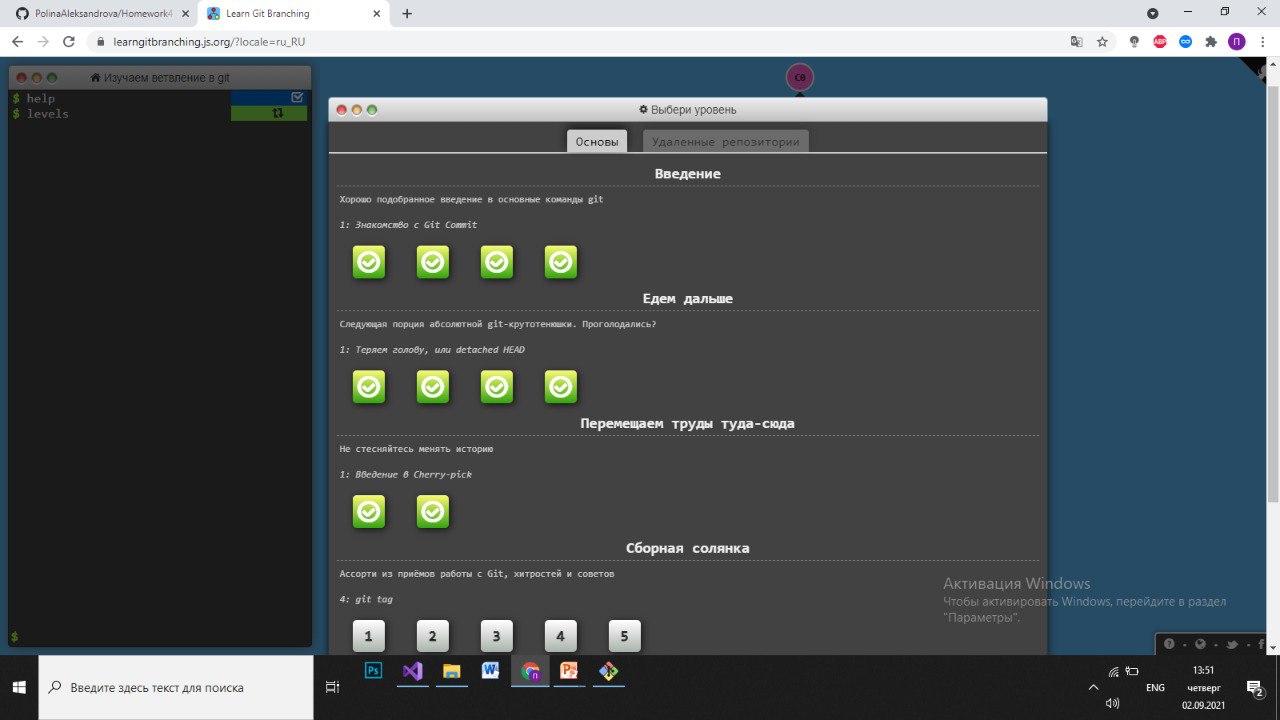 PolinaAleksandrova/Homework4
Learn Git Branching
learngitbranching.js.org/?locale=ru_RU
ABP
П
Изучаем ветвление в git
$ help
$ levels
$
C0
Выбери уровень
Основы
Удаленные репозитории
Введение
Хорошо подобранное введение в основные команды git
1: Знакомство с Git Commit
Едем дальше
Следующая порция абсолютной git-крутотенюшки. Проголодались?
1: Теряем голову, или detached HEAD
Перемещаем труды туда-сюда
Не стесняйтесь менять историю
1: Введение в Cherry-pick
Сборная солянка
Ассорти из приёмов работы с Git, хитростей и советов
4: git tag
1 2 3 4 5
Активация Windows
Чтобы активировать Windows, перейдите в раздел
"Параметры".
Введите здесь текст для поиска
Ps
W
P
ENG
13:51
четверг
02.09.2021
2